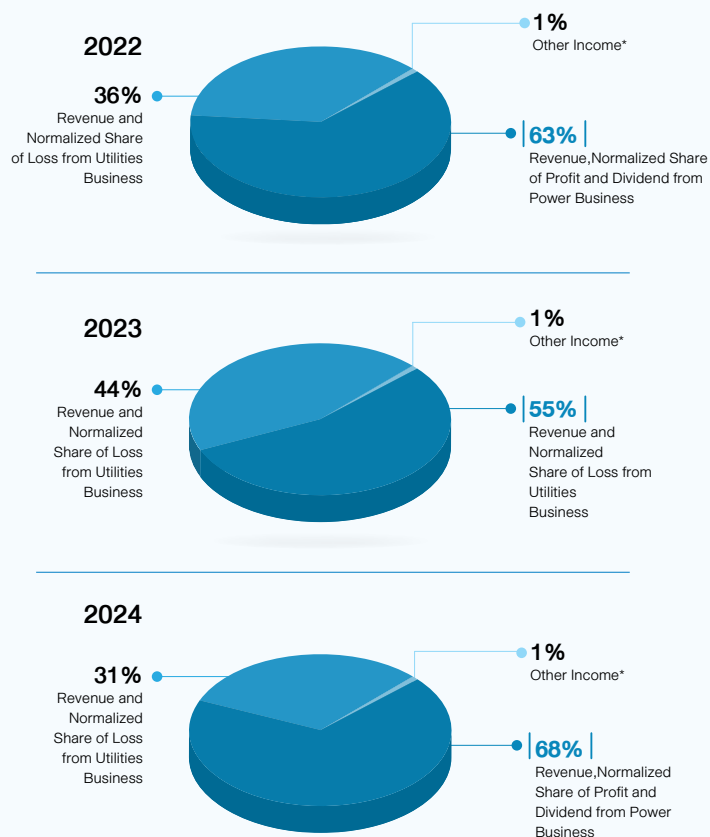 2022
1%
Other Income*
36%
Revenue and
Normalized Share
of Loss from Utilities
Business
63%
Revenue,Normalized Share
of Profit and Dividend from
Power Business
2023
1%
Other Income*
44%
Revenue and
Normalized
Share of Loss
from Utilities
Business
55%
Revenue and
Normalized
Share of Loss from
Utilities
Business
2024
1%
Other Income*
31%
Revenue and
Normalized
Share of Loss
from Utilities
Business
68%
Revenue,Normalized
Share of Profit and
Dividend from Power
Business